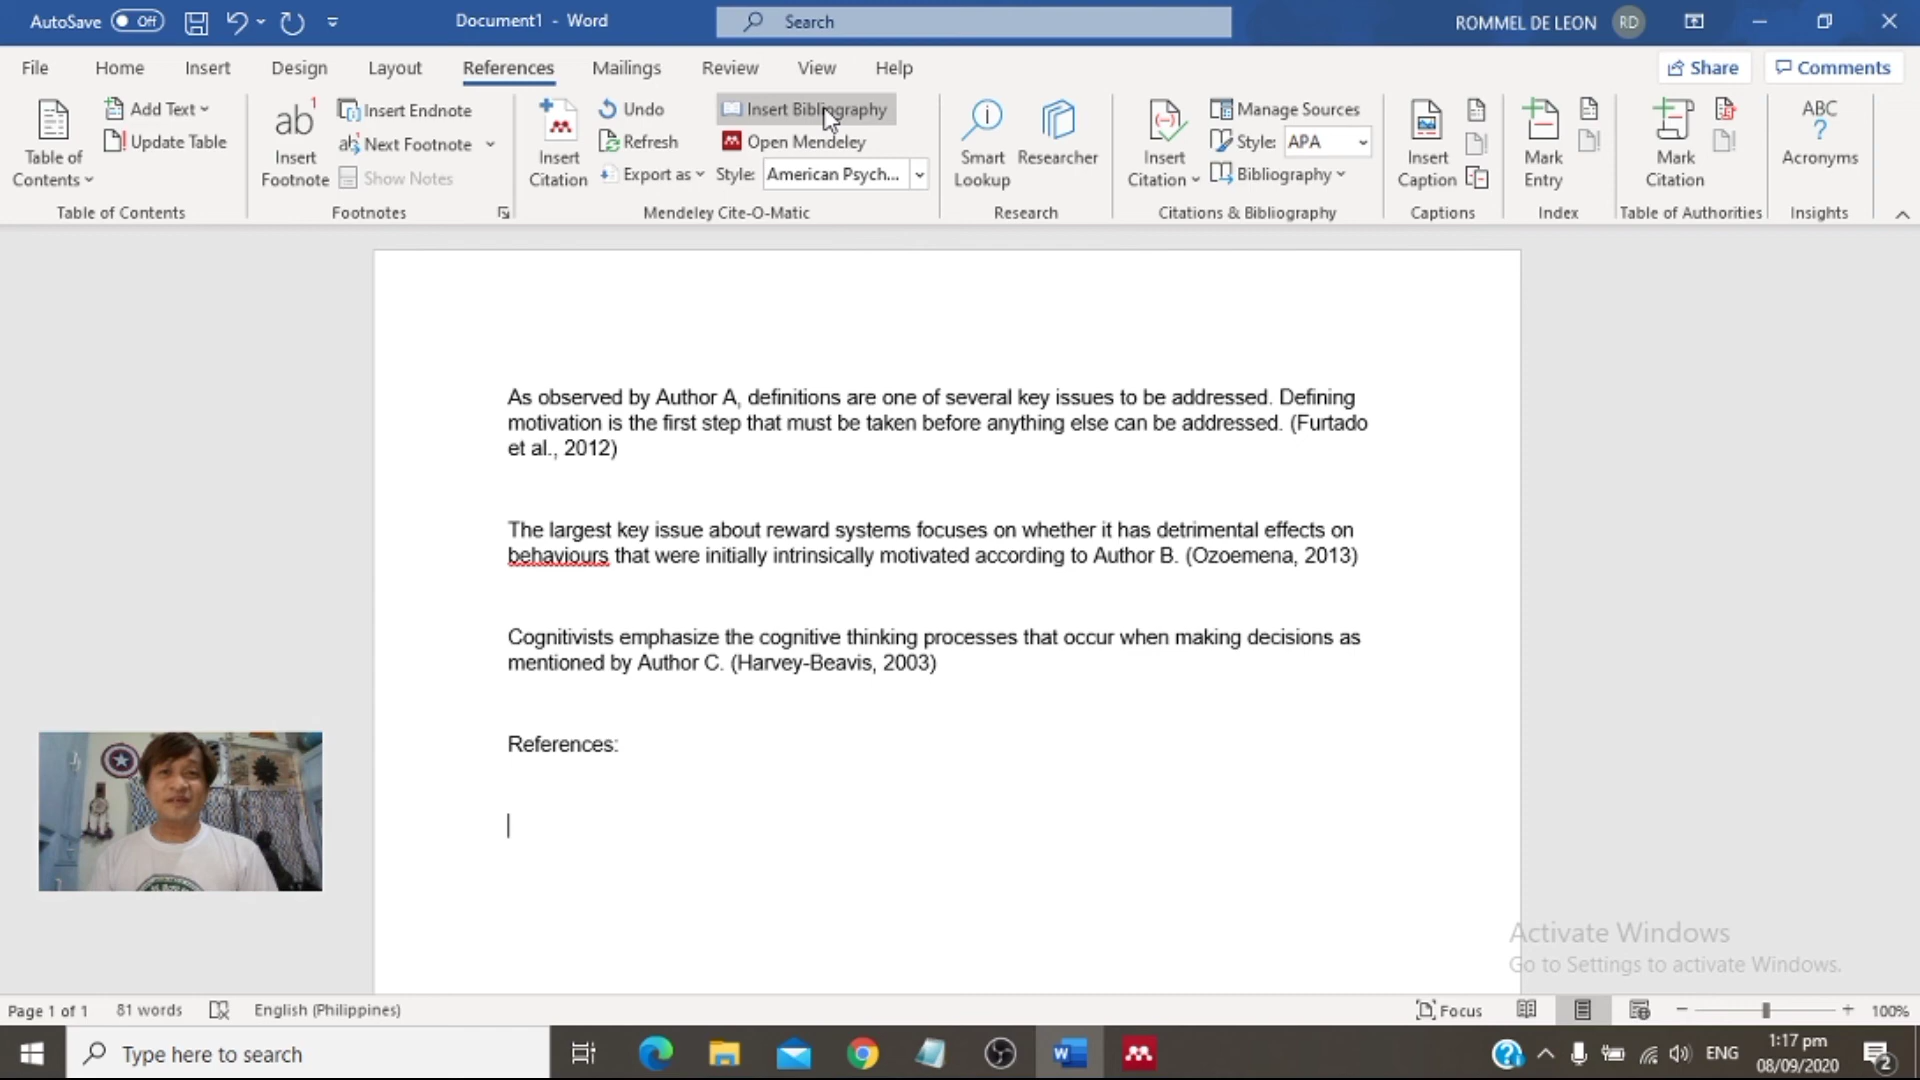 AutoSave Off
Document1 - Word
Search
ROMMEL DE LEON RD
File Home Insert Design Layout References Mailings Review View Help
Share Comments
Table of Contents
Add Text
Update Table
Table of Contents
ab 1
Insert Footnote
Insert Endnote
Next Footnote
Show Notes
Footnotes
Insert Citation
Undo
Refresh
Export as
Insert Bibliography
Open Mendeley
Style: American Psych...
Mendeley Cite-O-Matic
Smart Lookup
Researcher
Research
Insert Citation
Manage Sources
Style: APA
Bibliography
Citations & Bibliography
Insert Caption
Captions
Mark Entry
Index
Mark Citation
Table of Authorities
ABC ?
Acronyms
Insights
As observed by Author A, definitions are one of several key issues to be addressed. Defining
motivation is the first step that must be taken before anything else can be addressed. (Furtado
et al., 2012)
The largest key issue about reward systems focuses on whether it has detrimental effects on
behaviours that were initially intrinsically motivated according to Author B. (Ozoemena, 2013)
Cognitivists emphasize the cognitive thinking processes that occur when making decisions as
mentioned by Author C. (Harvey-Beavis, 2003)
References:
Activate Windows
Go to Settings to activate Windows.
Page 1 of 1 81 words English (Philippines)
Focus 100%
Type here to search
ENG
1:17 pm
08/09/2020
2